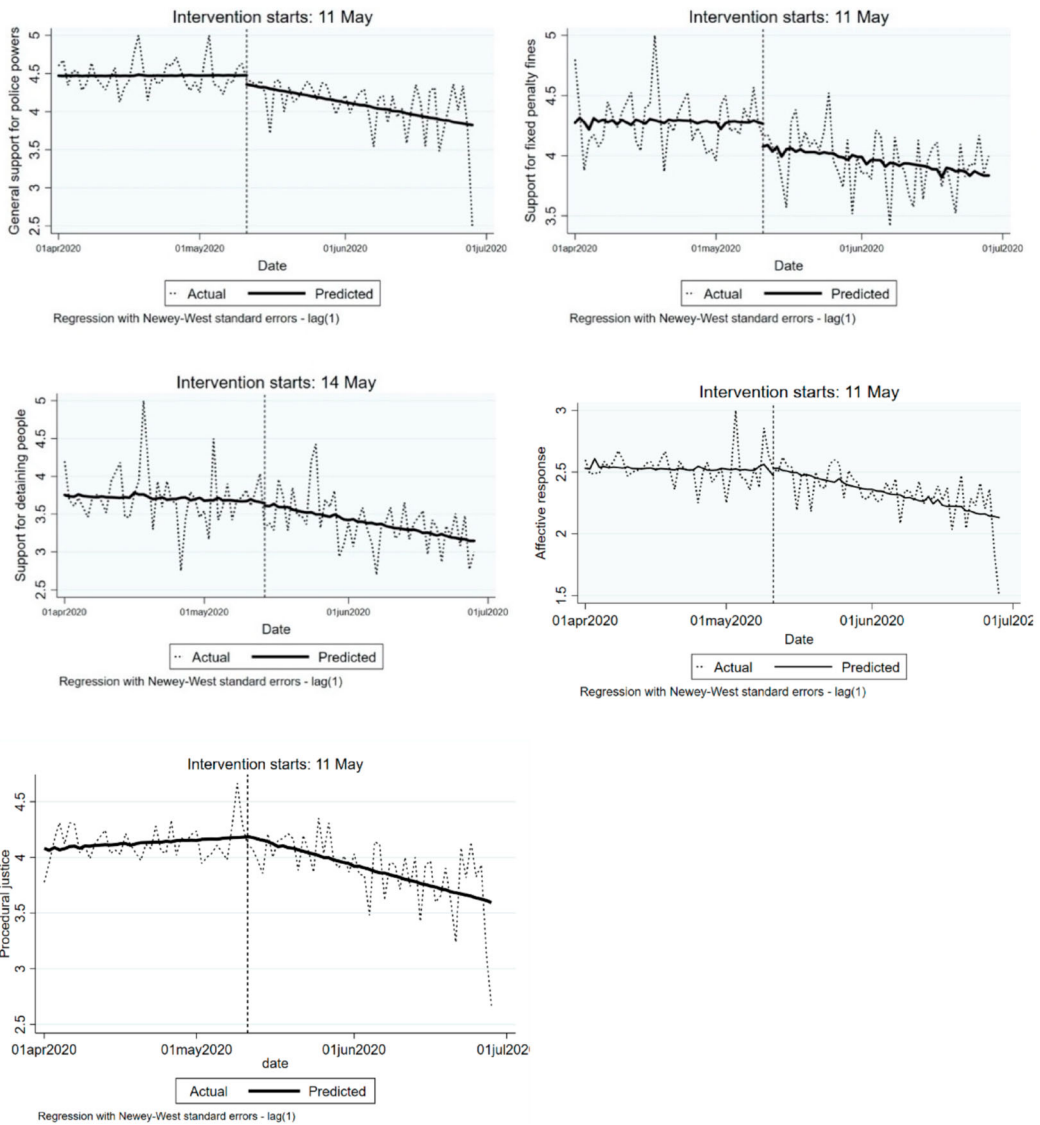 Intervention starts: 11 May
General support for police powers
5
4.5
4
3.5
3
2.5
01apr2020 01may2020 01jun2020 01jul2020
Date
Actual Predicted
Regression with Newey-West standard errors - lag(1)
Intervention starts: 11 May
Support for fixed penalty fines
5
4.5
4
3.5
01apr2020 01may2020 01jun2020 01jul2020
Date
Actual Predicted
Regression with Newey-West standard errors - lag(1)
Intervention starts: 14 May
Support for detaining people
5
4.5
4
3.5
3
2.5
01apr2020 01may2020 01jun2020 01jul2020
Date
Actual Predicted
Regression with Newey-West standard errors - lag(1)
Intervention starts: 11 May
Affective response
3
2.5
2
1.5
01apr2020 01may2020 01jun2020 01jul202
Date
Actual Predicted
Regression with Newey-West standard errors - lag(1)
Intervention starts: 11 May
Procedural justice
4.5
4
3.5
3
2.5
01apr2020 01may2020 01jun2020 01jul202
date
Actual Predicted
Regression with Newey-West standard errors - lag(1)